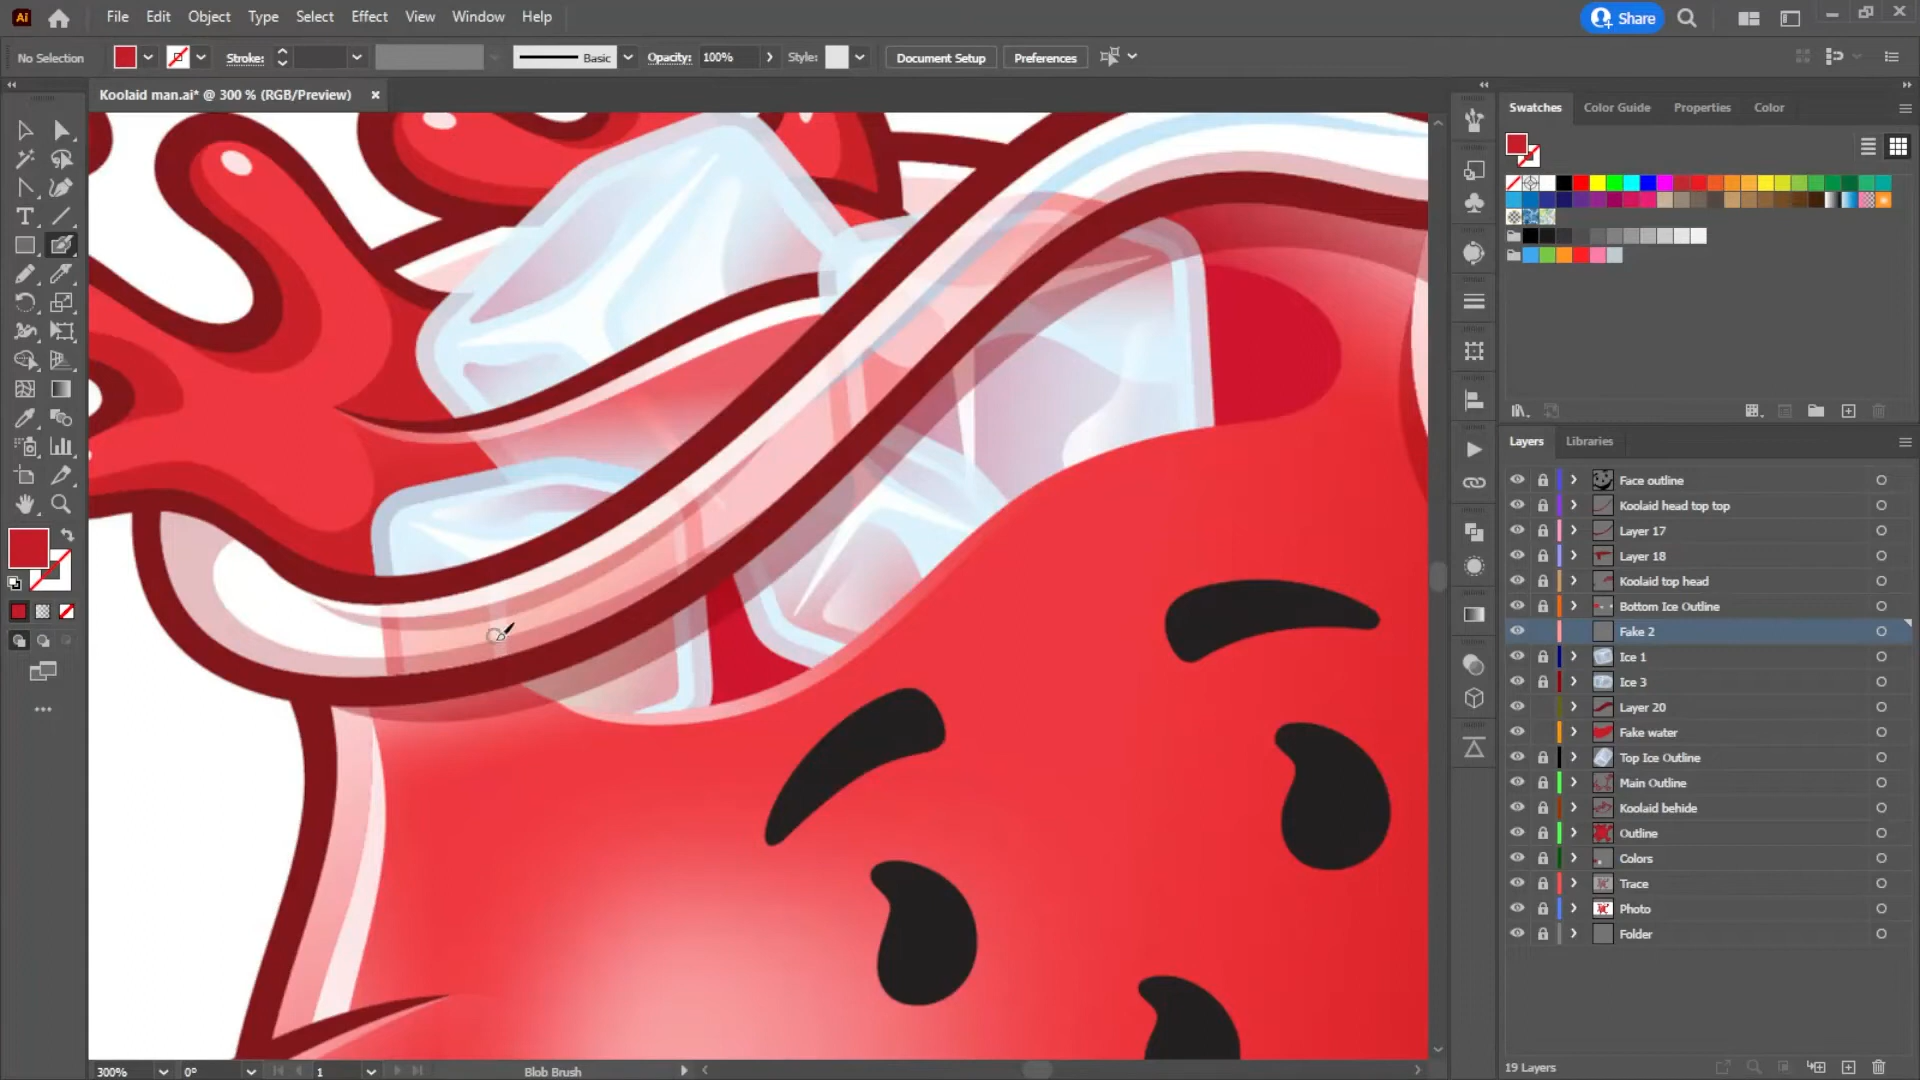 Ai File Edit Object Type Select Effect View Window Help Share
No Selection Stroke: Basic Opacity: 100% Style: Document Setup Preferences
Koolaid man.ai* @ 300 % (RGB/Preview)
Swatches Color Guide Properties Color
Layers Libraries
Face outline
Koolaid head top top
Layer 17
Layer 18
Koolaid top head
Bottom Ice Outline
Fake 2
Ice 1
Ice 3
Layer 20
Fake water
Top Ice Outline
Main Outline
Koolaid behide
Outline
Colors
Trace
Photo
Folder
19 Layers
300% 0° 1 Blob Brush